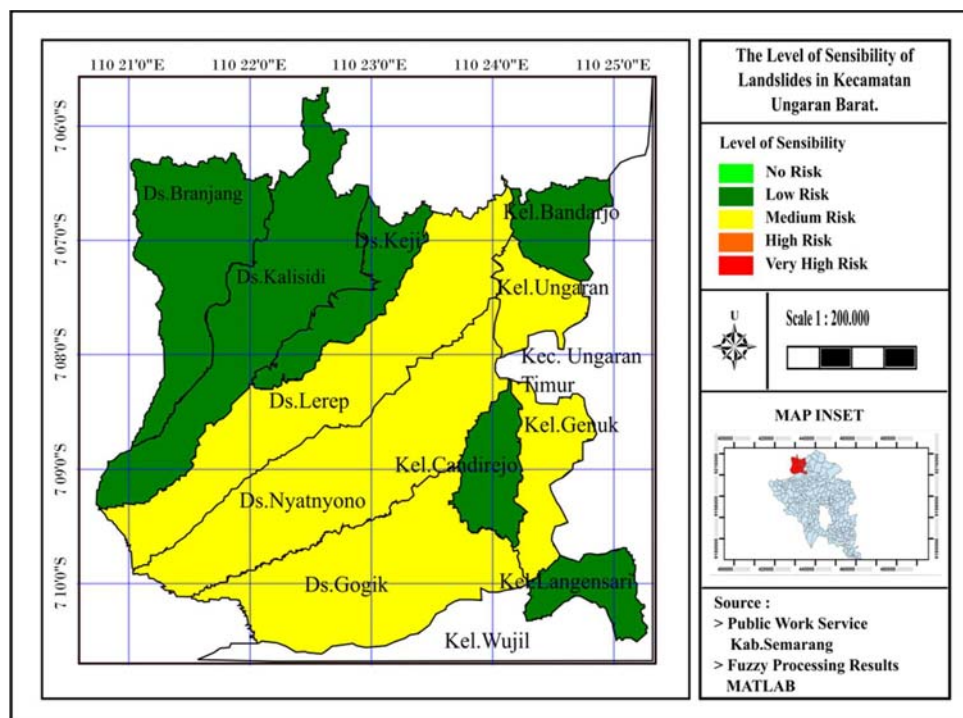 110 21'0"E 110 22'0"E 110 23'0"E 110 24'0"E 110 25'0"E
7 06'0"S
7 07'0"S
7 08'0"S
7 09'0"S
7 10'0"S
Ds.Branjang
Kel.Bandarjo
Ds.Keji
Ds.Kalisidi
Kel.Ungaran
Kec. Ungaran
Timur
Ds.Lerep
Kel.Genuk
Kel.Candirejo
Ds.Nyatnyono
Ds.Gogik
Kel.Langensari
Kel.Wujil
The Level of Sensibility of
Landslides in Kecamatan
Ungaran Barat.
Level of Sensibility
No Risk
Low Risk
Medium Risk
High Risk
Very High Risk
U
Scale 1 : 200.000
MAP INSET
Source :
> Public Work Service
Kab.Semarang
> Fuzzy Processing Results
MATLAB